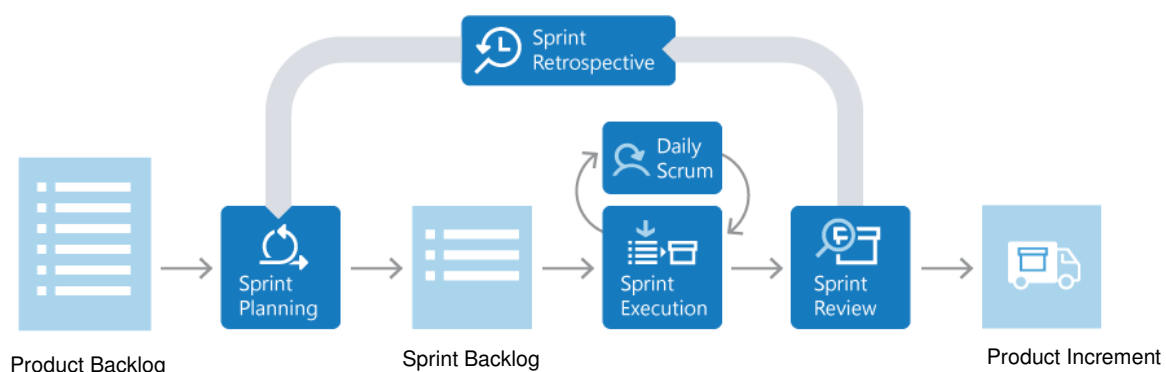 Sprint
Retrospective
Daily
Scrum
Sprint
Planning
Sprint
Execution
Sprint
Review
Product Backlog
Sprint Backlog
Product Increment